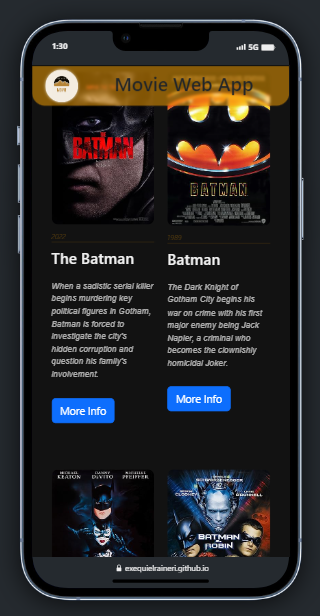 1:30
5G
Movie Web App
THE
BATMAN
BATMAN
2022
1989
The Batman
Batman
When a sadistic serial killer
begins murdering key
political figures in Gotham,
Batman is forced to
investigate the city's
hidden corruption and
question his family's
involvement.
The Dark Knight of
Gotham City begins his
war on crime with his first
major enemy being Jack
Napier, a criminal who
becomes the clownishly
homicidal Joker.
More Info
More Info
MICHAEL
KEATON
DANNY
DEVITO
MICHELLE
PFEIFFER
SCHWARZENEGGER
CLOONEY
O'DONNELL
BATMAN
ROBIN
exequielraineri.github.io